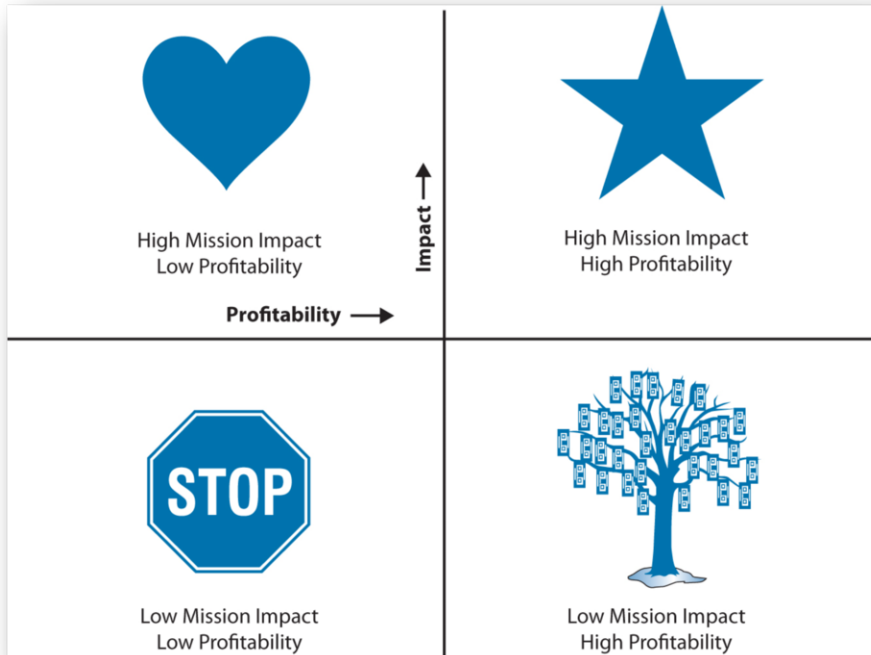 High Mission Impact
Low Profitability
Impact
Profitability
High Mission Impact
High Profitability
STOP
Low Mission Impact
Low Profitability
Low Mission Impact
High Profitability